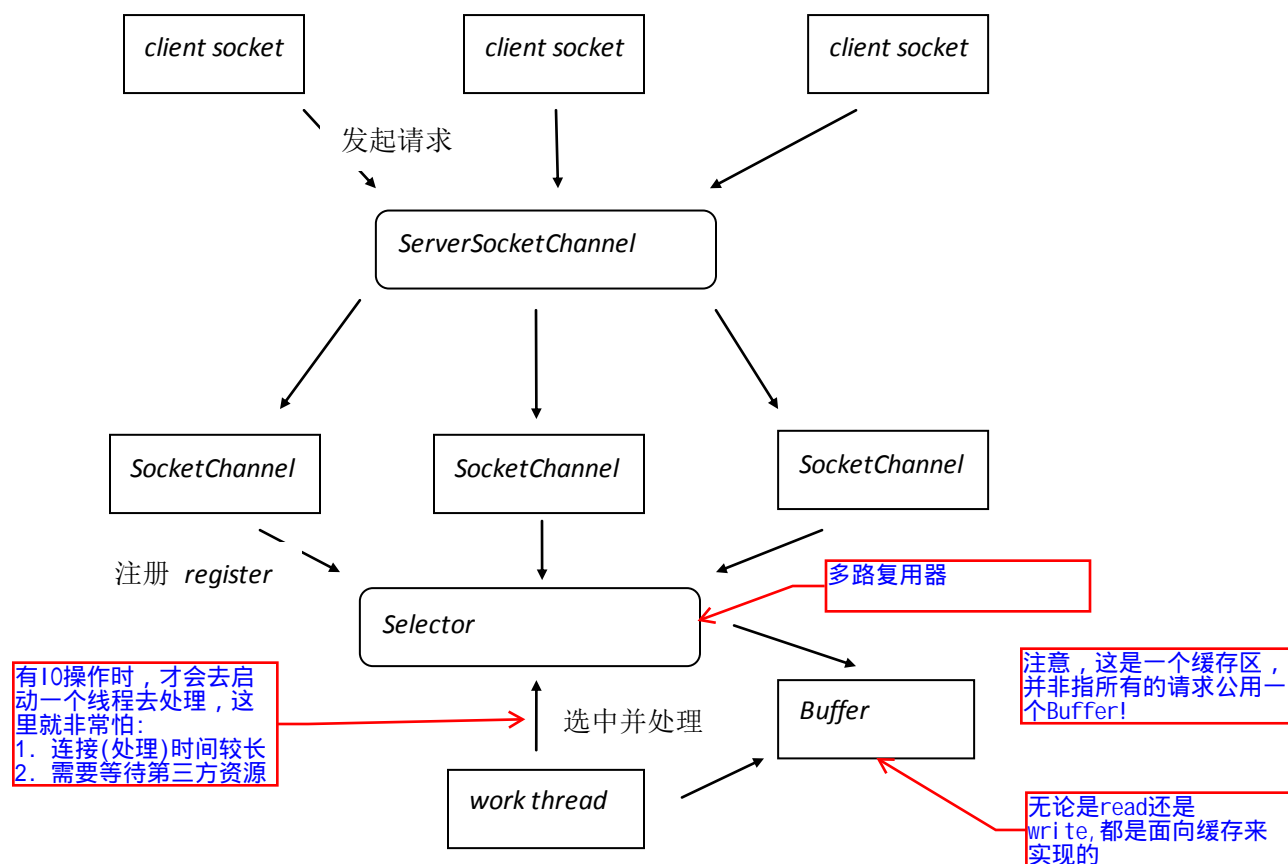 client socket
client socket
client socket
发起请求
ServerSocketChannel
SocketChannel
SocketChannel
SocketChannel
注册 register
多路复用器
Selector
有IO操作时，才会去启
动一个线程去处理，这
里就非常怕:
1. 连接(处理)时间较长
2. 需要等待第三方资源
注意，这是一个缓存区，
并非指所有的请求公用一
个Buffer!
选中并处理
Buffer
work thread
无论是read还是
write,都是面向缓存来
实现的